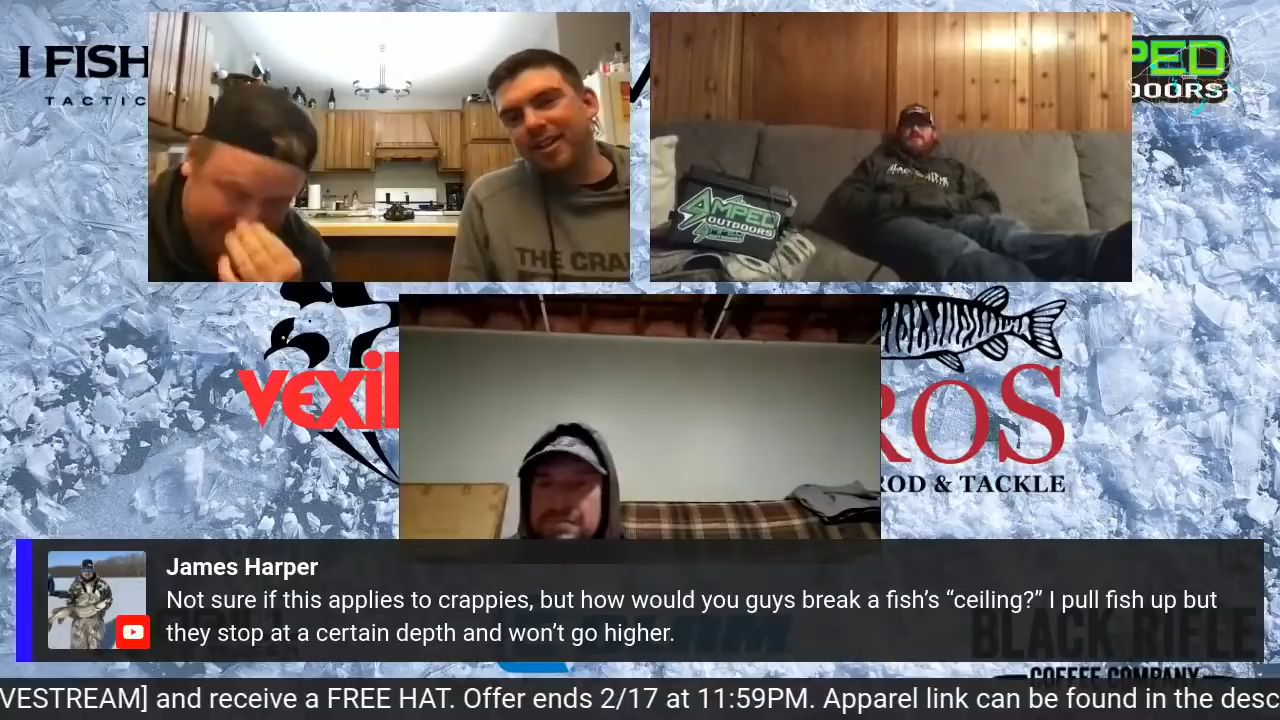 I FISH
TACTIC
PED
DOORS
THE CRA
AMPED
OUTDOORS
VEXIL
ROS
ROD & TACKLE
James Harper
Not sure if this applies to crappies, but how would you guys break a fish’s “ceiling?” I pull fish up but
they stop at a certain depth and won’t go higher.
BLACK RIFLE
COFFEE COMPANY
VESTREAM] and receive a FREE HAT. Offer ends 2/17 at 11:59PM. Apparel link can be found in the desc